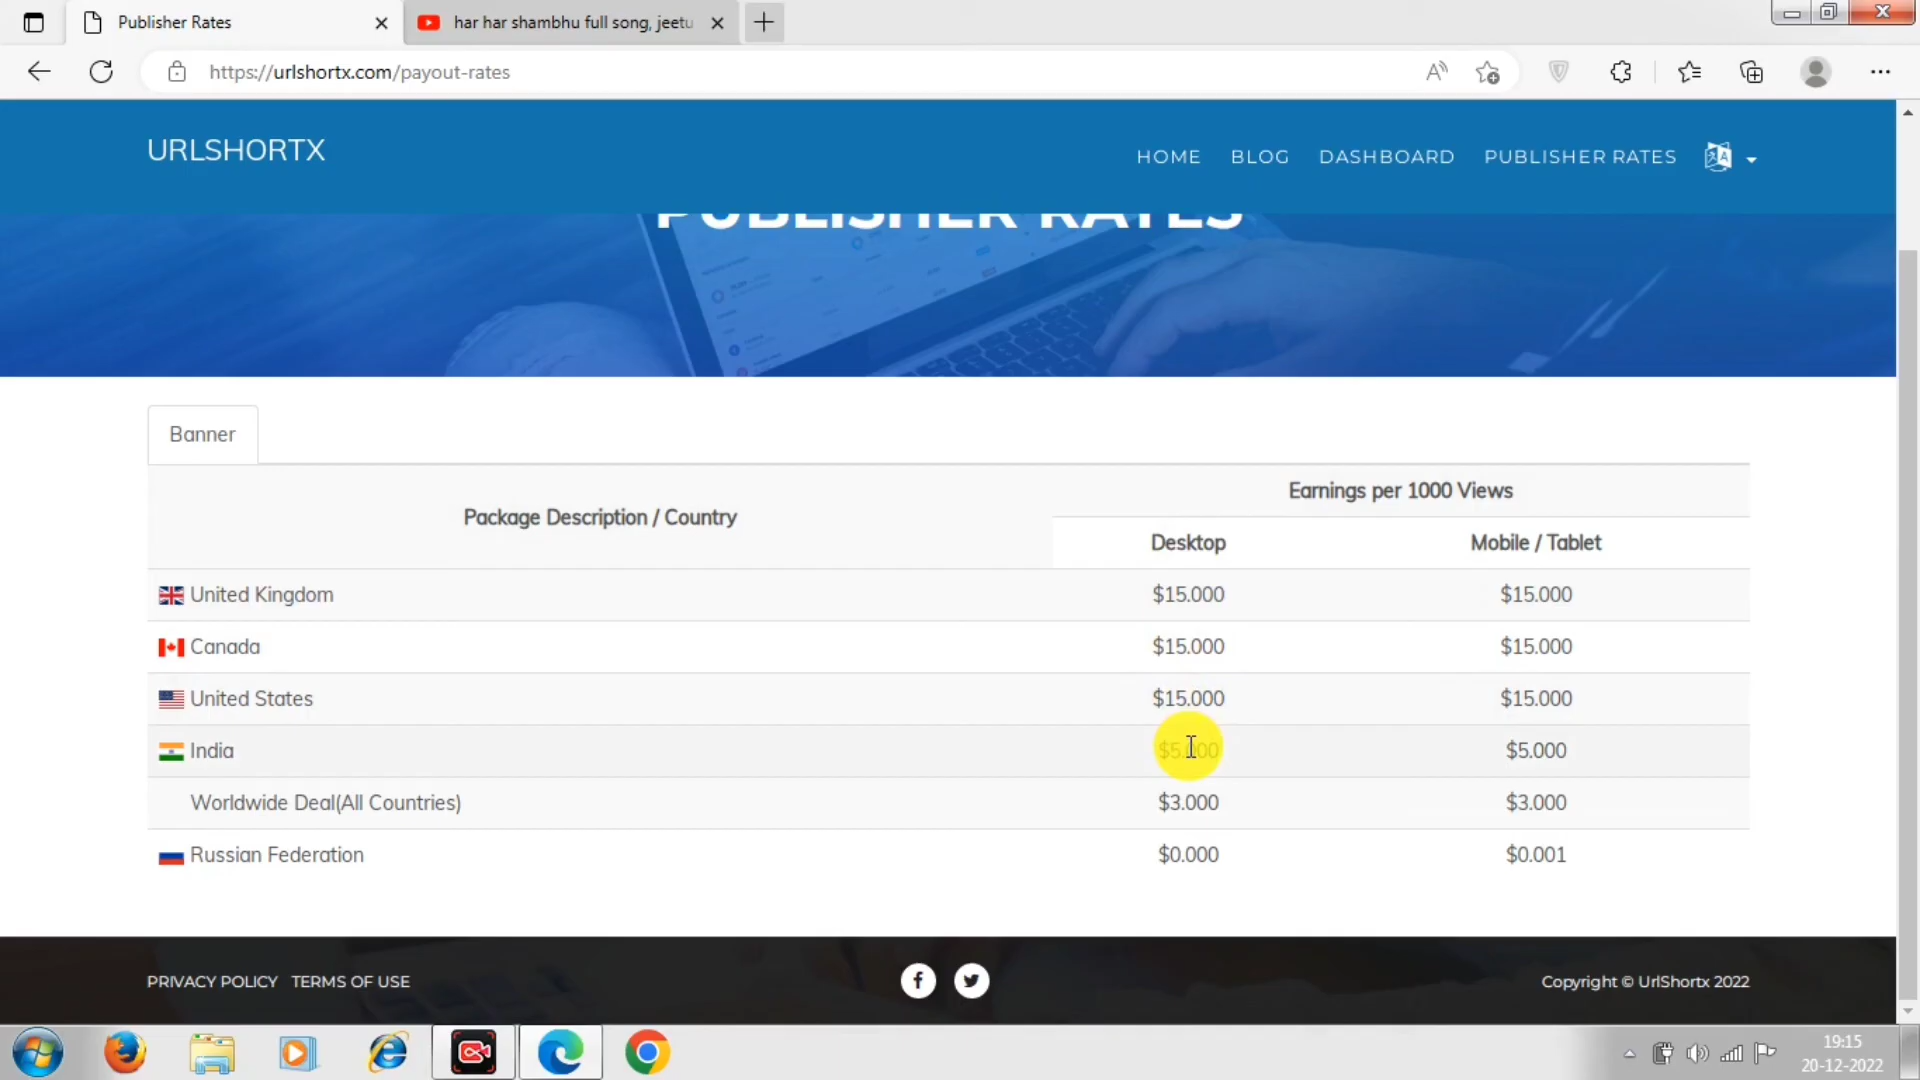 Publisher Rates
har har shambhu full song, jeetu
https://urlshortx.com/payout-rates
URLSHORTX
HOME BLOG DASHBOARD PUBLISHER RATES
PUBLISHER RATES
Banner
Package Description / Country
Earnings per 1000 Views
Desktop Mobile / Tablet
United Kingdom $15.000 $15.000
Canada $15.000 $15.000
United States $15.000 $15.000
India $5.000 $5.000
Worldwide Deal(All Countries) $3.000 $3.000
Russian Federation $0.000 $0.001
PRIVACY POLICY TERMS OF USE
Copyright © UrlShortx 2022
19:15
20-12-2022